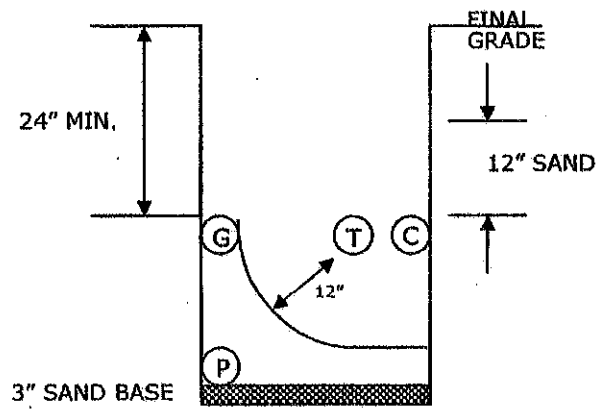 FINAL
GRADE
24" MIN.
12" SAND
G
T
C
12"
P
3" SAND BASE